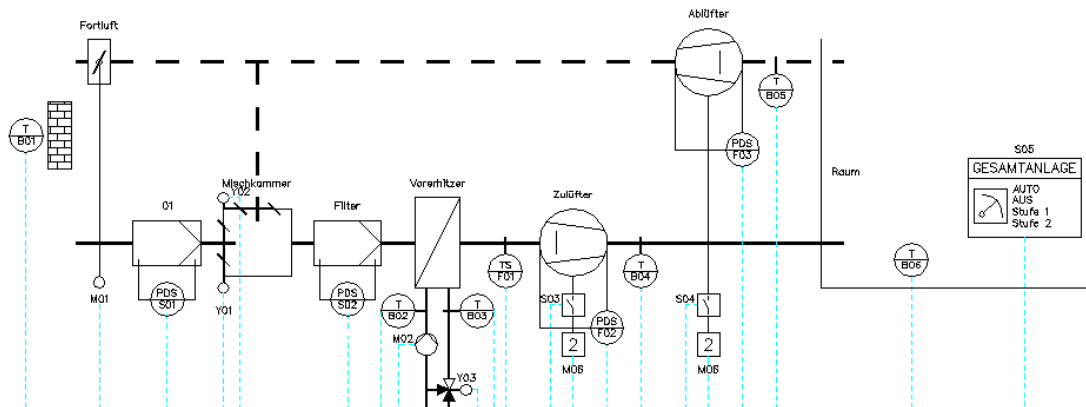 Ablüfter
Fortluft
T
B05
T
B01
PDS
F03
S05
GESAMTANLAGE
AUTO
AUS
Stufe 1
Stufe 2
Raum
Mischkammer
Y02
Vorerhitzer
01
Filter
Zulüfter
M01
PDS
S01
Y01
PDS
S02
T
B02
T
B03
TS
F01
T
B04
T
B06
S03
S04
PDS
F02
M02
2
2
M06
M06
Y03